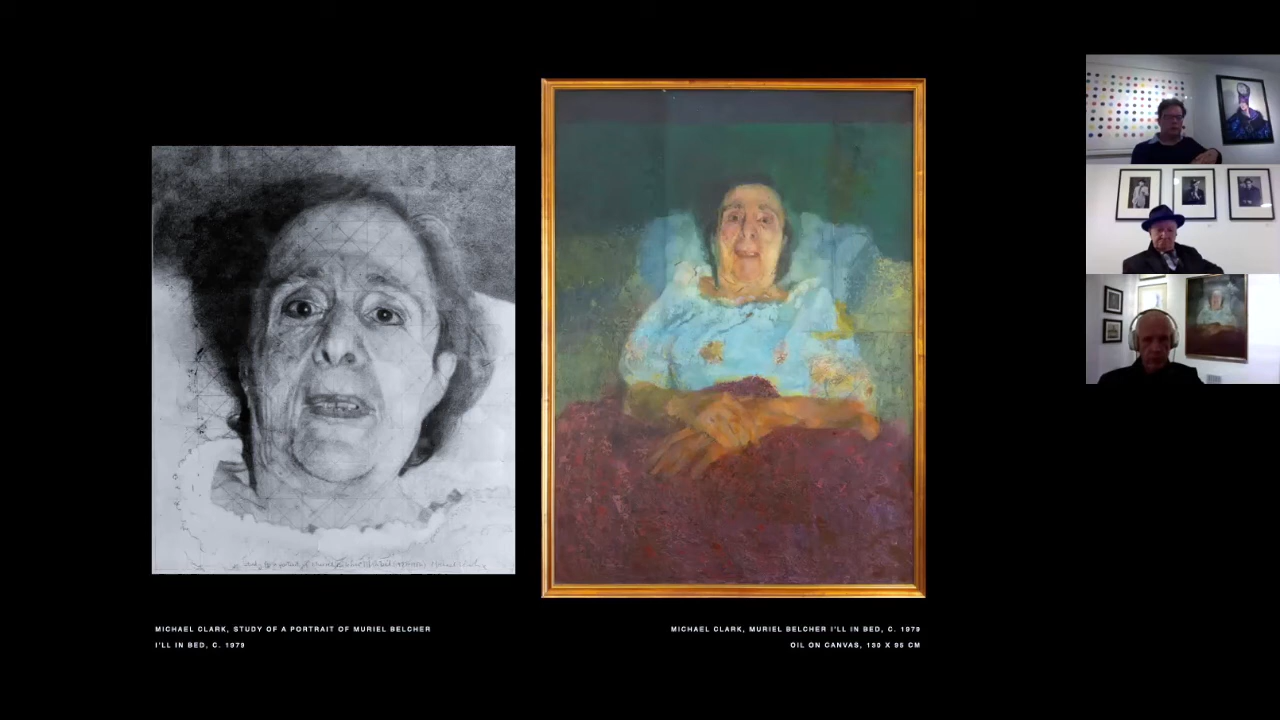 MICHAEL CLARK, STUDY OF A PORTRAIT OF MURIEL BELCHER
I'LL IN BED, C. 1979
MICHAEL CLARK, MURIEL BELCHER I'LL IN BED, C. 1979
OIL ON CANVAS, 130 X 95 CM